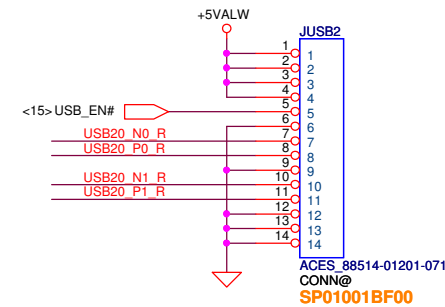 +5VALW
JUSB2
1 1
2 2
3 3
4 4
<15> USB_EN# 5 5
6 6
USB20_N0_R 7 7
USB20_P0_R 8 8
9 9
USB20_N1_R 10 10
USB20_P1_R 11 11
12 12
13 13
14 14
ACES_88514-01201-071
CONN@
SP01001BF00